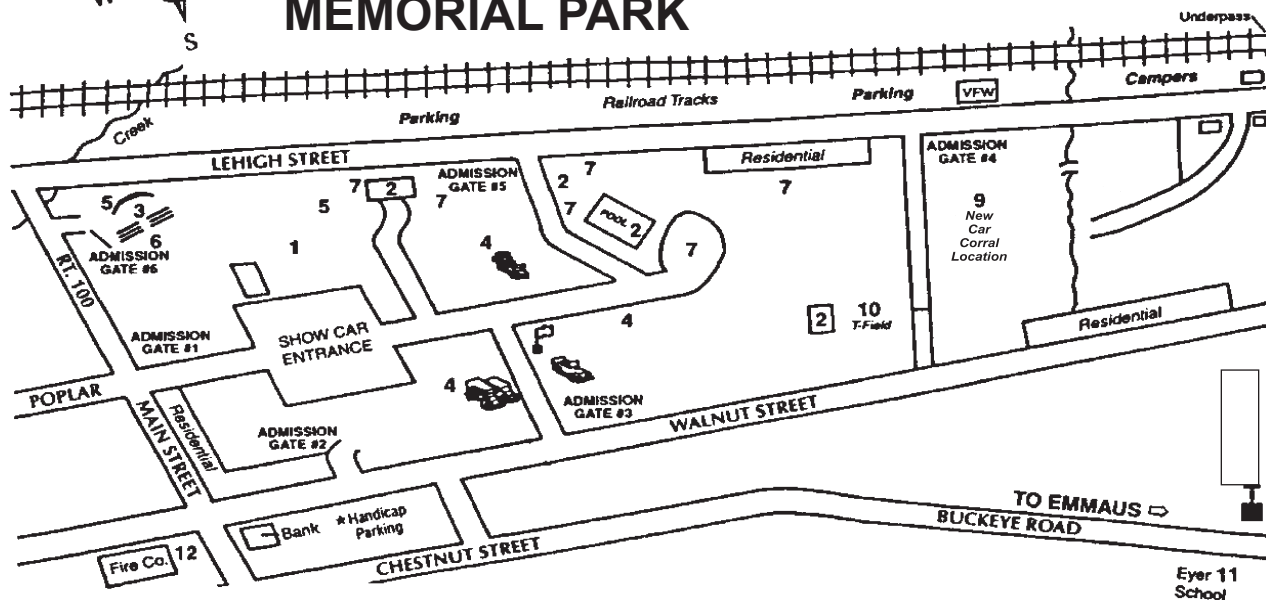 MEMORIAL PARK
S
Underpass
Campers
Parking
VFW
Railroad Tracks
Parking
Creek
LEHIGH STREET
ADMISSION
GATE #5
7
2
7
5
7
2
7
Residential
7
ADMISSION
GATE #4
5
3
6
ADMISSION
GATE #6
1
4
POOL 2
7
9
New
Car
Corral
Location
RT. 100
ADMISSION
GATE #1
SHOW CAR
ENTRANCE
4
2
10
T-Field
Residential
POPLAR
MAIN STREET
Residential
4
ADMISSION
GATE #3
WALNUT STREET
ADMISSION
GATE #2
Bank
* Handicap
Parking
TO EMMAUS ⇨
BUCKEYE ROAD
Fire Co. 12
CHESTNUT STREET
Eyer 11
School